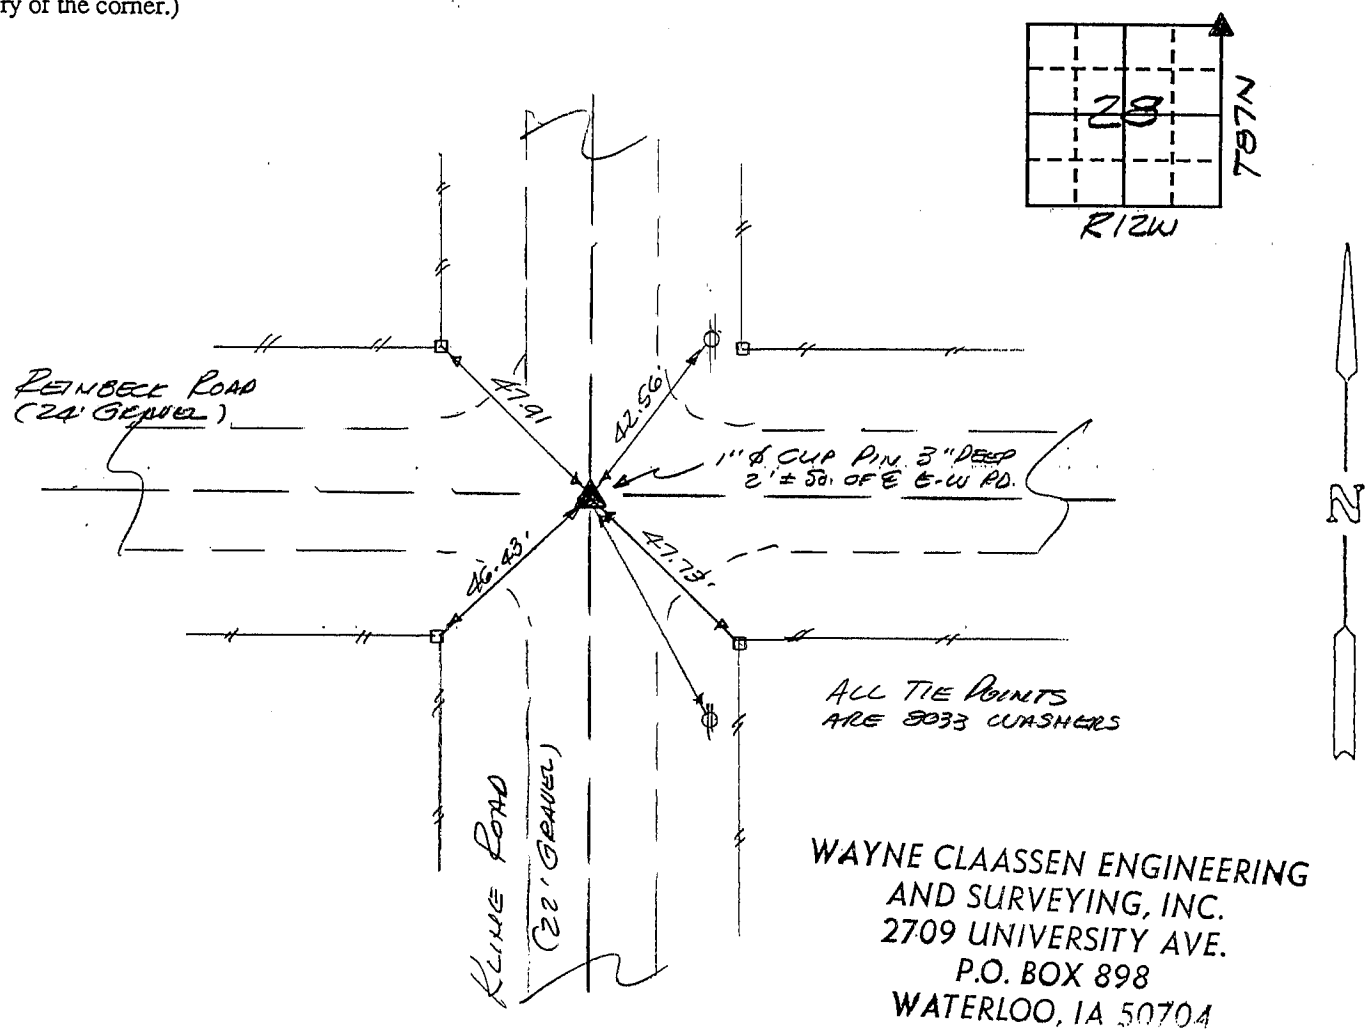 ry of the corner.)
28
T87N
R12W
REINBECK ROAD
(24' GRAVEL)
47.91
42.56'
1" ϕ CUP PIN 3" DEEP
2' ± So. OF ℄ E-W RD.
N
46.43'
47.73'
ALL TIE POINTS
ARE 8033 WASHERS
KLINE ROAD
(22' GRAVEL)
WAYNE CLAASSEN ENGINEERING
AND SURVEYING, INC.
2709 UNIVERSITY AVE.
P.O. BOX 898
WATERLOO, IA 50704